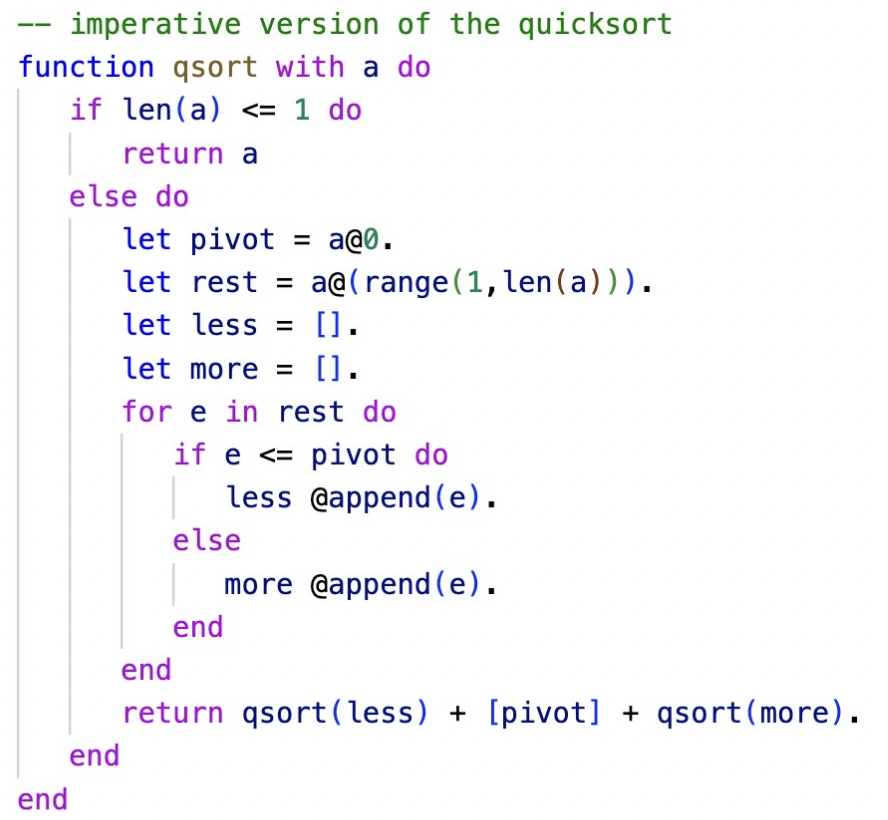 -- imperative version of the quicksort
function qsort with a do
   if len(a) <= 1 do
      return a
   else do
      let pivot = a@0.
      let rest = a@(range(1,len(a))).
      let less = [].
      let more = [].
      for e in rest do
         if e <= pivot do
            less @append(e).
         else
            more @append(e).
         end
      end
      return qsort(less) + [pivot] + qsort(more).
   end
end